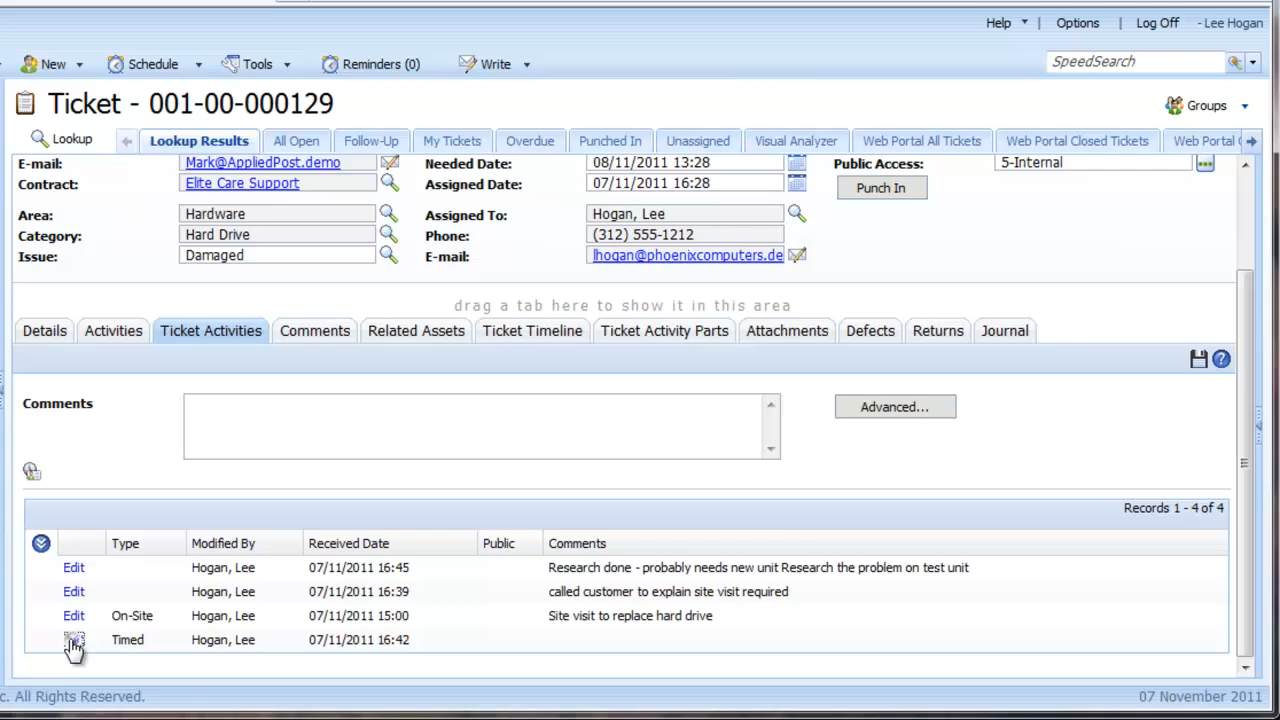 Help | Options | Log Off - Lee Hogan
New Schedule Tools Reminders (0) Write SpeedSearch
Ticket - 001-00-000129 Groups
Lookup Lookup Results All Open Follow-Up My Tickets Overdue Punched In Unassigned Visual Analyzer Web Portal All Tickets Web Portal Closed Tickets Web Portal
E-mail: Mark@AppliedPost.demo Needed Date: 08/11/2011 13:28 Public Access: 5-Internal
Contract: Elite Care Support Assigned Date: 07/11/2011 16:28 Punch In
Area: Hardware Assigned To: Hogan, Lee
Category: Hard Drive Phone: (312) 555-1212
Issue: Damaged E-mail: lhogan@phoenixcomputers.de
drag a tab here to show it in this area
Details Activities Ticket Activities Comments Related Assets Ticket Timeline Ticket Activity Parts Attachments Defects Returns Journal
Comments Advanced...
Records 1 - 4 of 4
Type Modified By Received Date Public Comments
Edit Hogan, Lee 07/11/2011 16:45 Research done - probably needs new unit Research the problem on test unit
Edit Hogan, Lee 07/11/2011 16:39 called customer to explain site visit required
Edit On-Site Hogan, Lee 07/11/2011 15:00 Site visit to replace hard drive
Timed Hogan, Lee 07/11/2011 16:42
c. All Rights Reserved. 07 November 2011